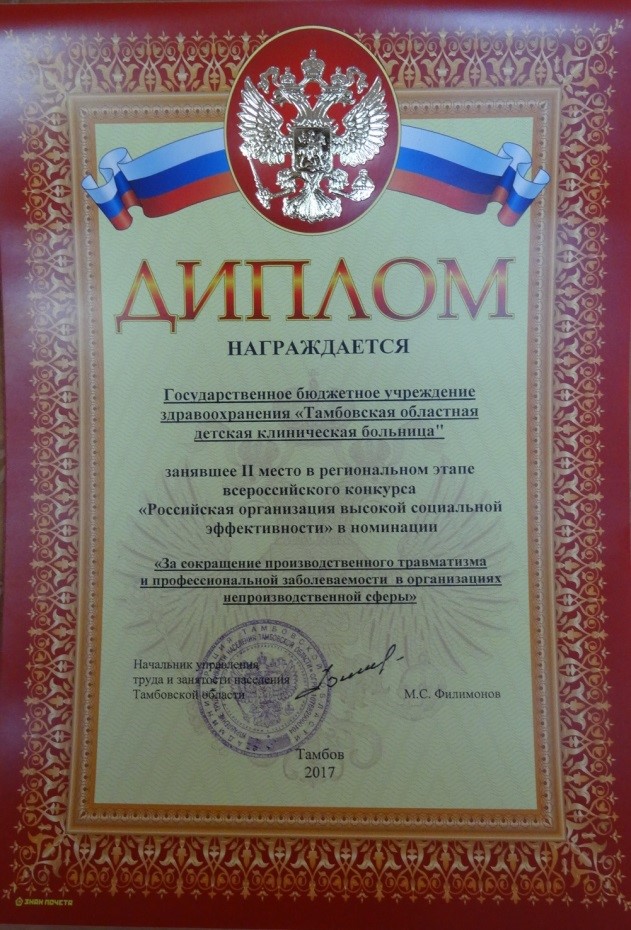 ДИПЛОМ
НАГРАЖДАЕТСЯ
Государственное бюджетное учреждение
здравоохранения «Тамбовская областная
детская клиническая больница"
занявшее II место в региональном этапе
всероссийского конкурса
«Российская организация высокой социальной
эффективности» в номинации
«За сокращение производственного травматизма
и профессиональной заболеваемости в организациях
непроизводственной сферы»
Начальник управления
труда и занятости населения
Тамбовской области
М.С. Филимонов
Тамбов
2017
ЗНАК ПОЧЕТА